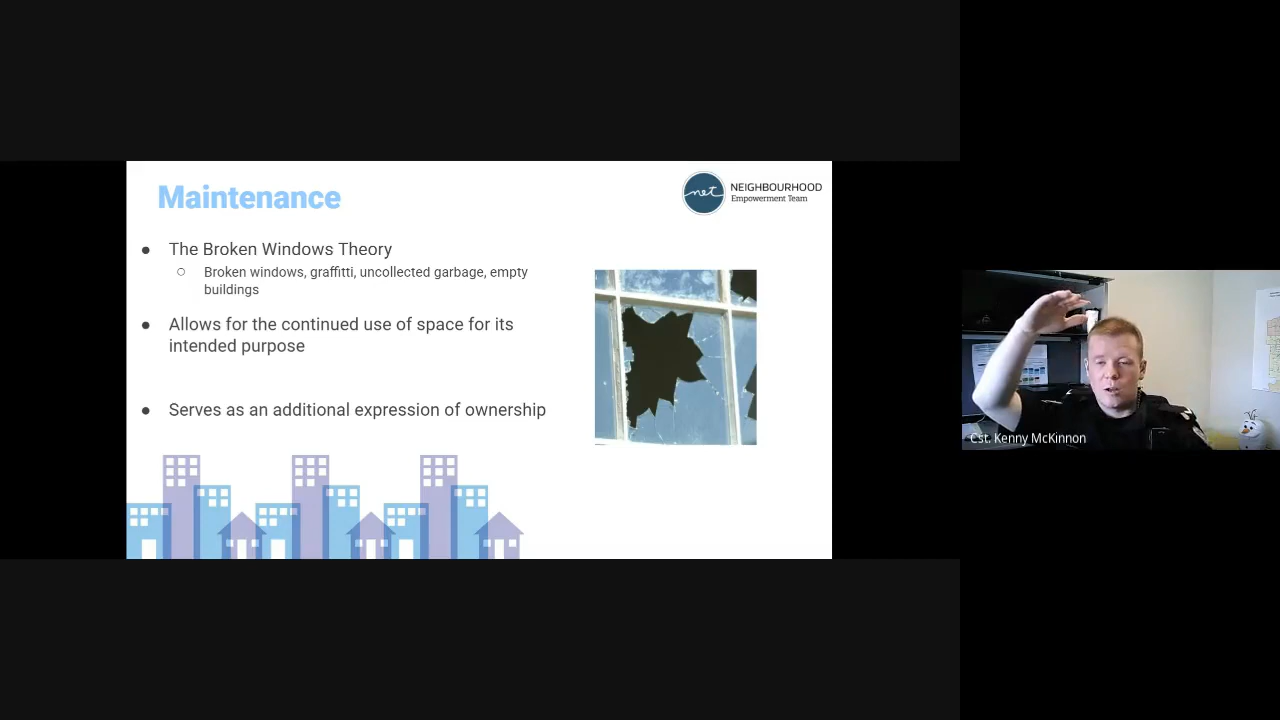 Maintenance
net
NEIGHBOURHOOD
Empowerment Team
● The Broken Windows Theory
○ Broken windows, graffitti, uncollected garbage, empty
buildings
● Allows for the continued use of space for its
intended purpose
● Serves as an additional expression of ownership
Cst. Kenny McKinnon